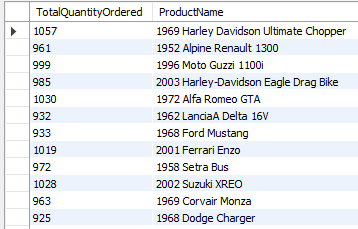 TotalQuantityOrdered ProductName
1057 1969 Harley Davidson Ultimate Chopper
961 1952 Alpine Renault 1300
999 1996 Moto Guzzi 1100i
985 2003 Harley-Davidson Eagle Drag Bike
1030 1972 Alfa Romeo GTA
932 1962 LanciaA Delta 16V
933 1968 Ford Mustang
1019 2001 Ferrari Enzo
972 1958 Setra Bus
1028 2002 Suzuki XREO
963 1969 Corvair Monza
925 1968 Dodge Charger